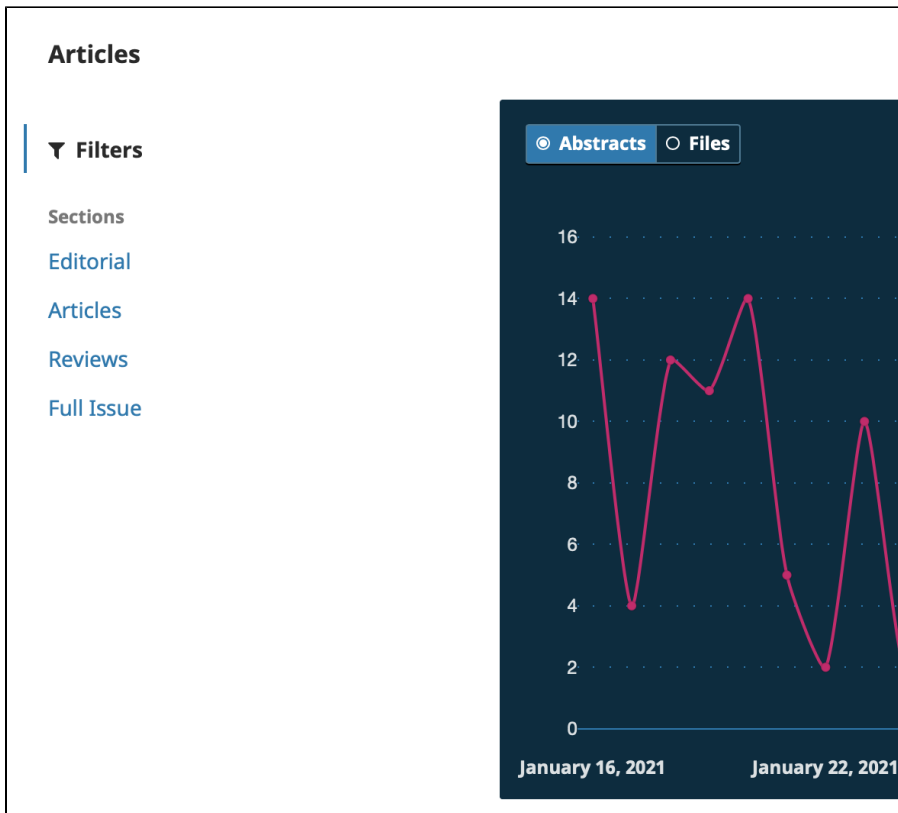 Articles
Filters
Sections
Editorial
Articles
Reviews
Full Issue
Abstracts Files
16
14
12
10
8
6
4
2
0
January 16, 2021 January 22, 2021